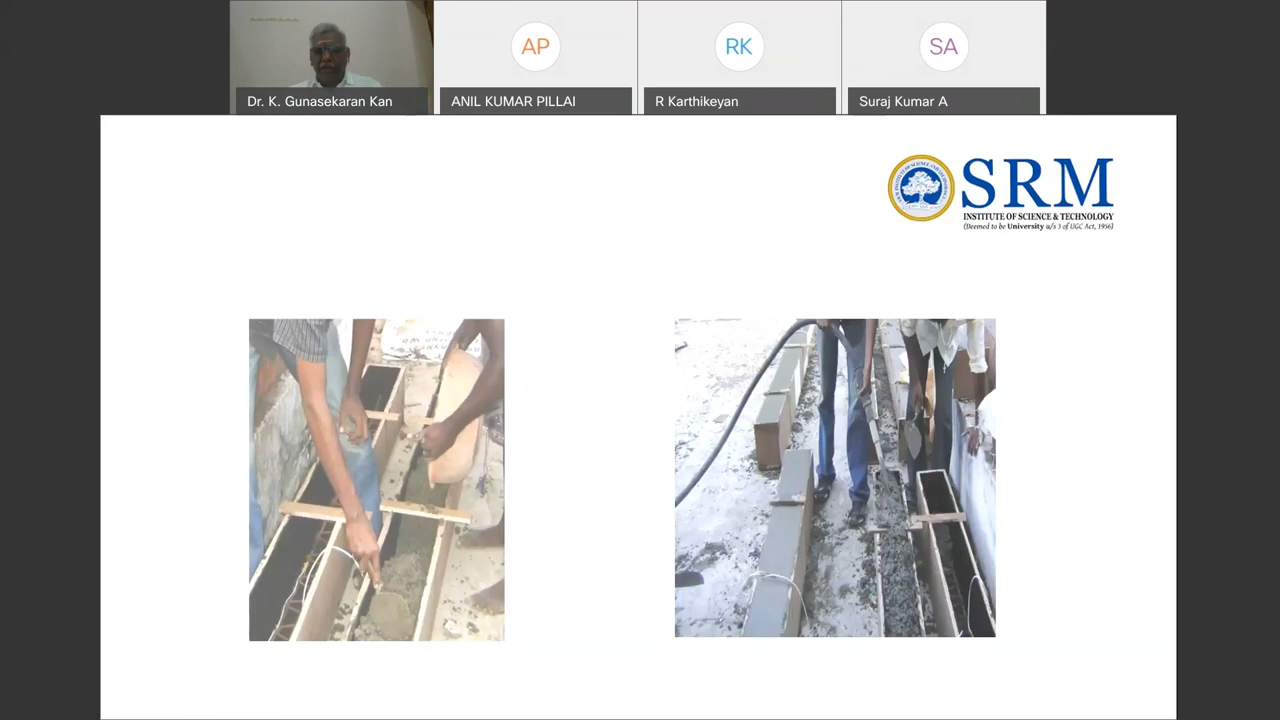 AP
RK
SA
Dr. K. Gunasekaran Kan
ANIL KUMAR PILLAI
R Karthikeyan
Suraj Kumar A
SRM
INSTITUTE OF SCIENCE & TECHNOLOGY
(Deemed to be University u/s 3 of UGC Act, 1956)